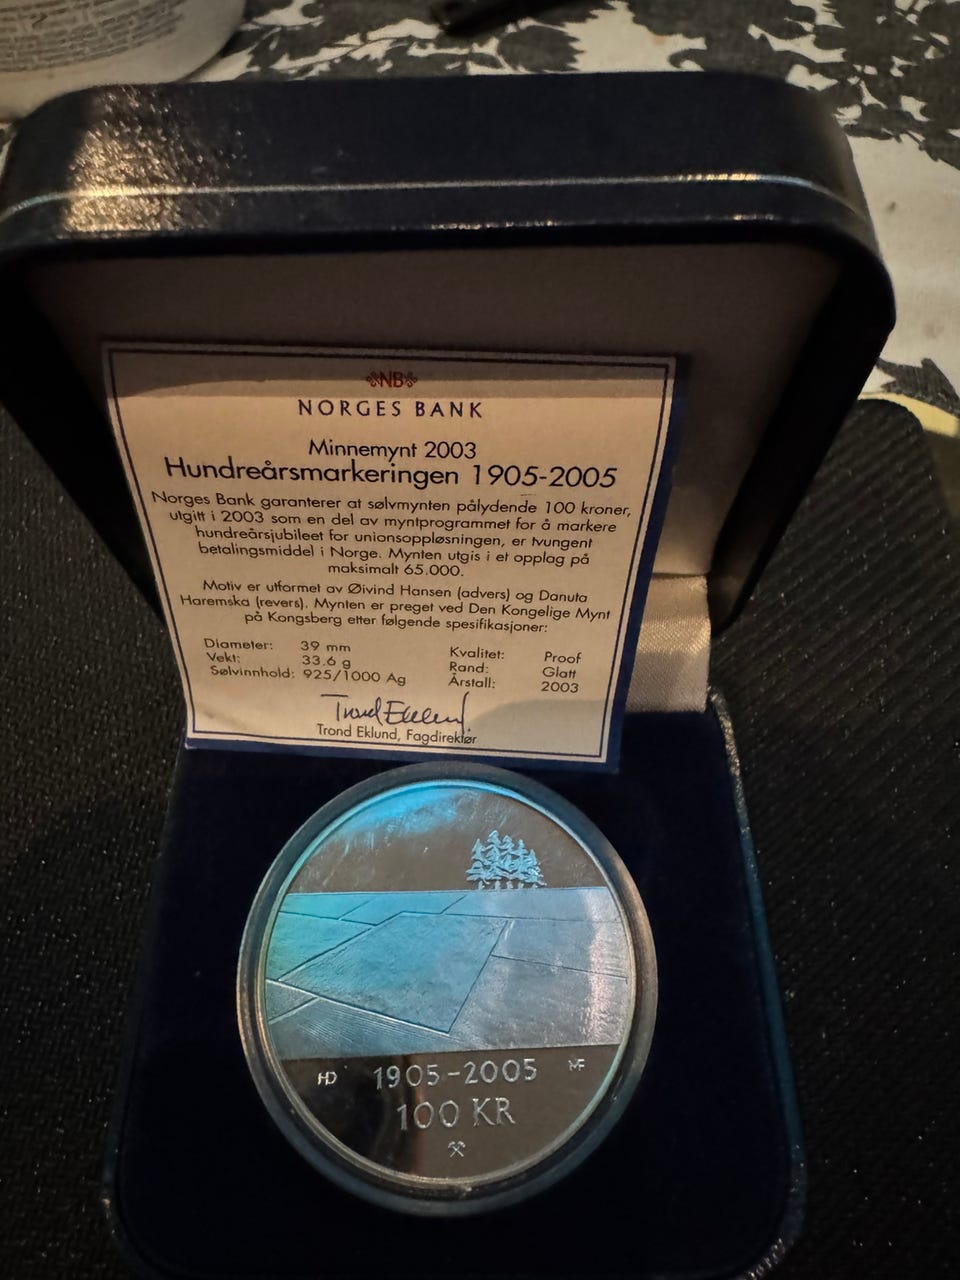 NB
NORGES BANK
Minnemynt 2003
Hundreårsmarkeringen 1905-2005
Norges Bank garanterer at sølvmynten pålydende 100 kroner,
utgitt i 2003 som en del av myntprogrammet for å markere
hundreårsjubileet for unionsoppløsningen, er tvungent
betalingsmiddel i Norge. Mynten utgis i et opplag på
maksimalt 65.000.
Motiv er utformet av Øivind Hansen (advers) og Danuta
Haremska (revers). Mynten er preget ved Den Kongelige Mynt
på Kongsberg etter følgende spesifikasjoner:
Diameter: 39 mm
Vekt: 33.6 g
Sølvinnhold: 925/1000 Ag
Kvalitet: Proof
Rand: Glatt
Årstall: 2003
Trond Eklund
Trond Eklund, Fagdirektør
HD 1905-2005
100 KR